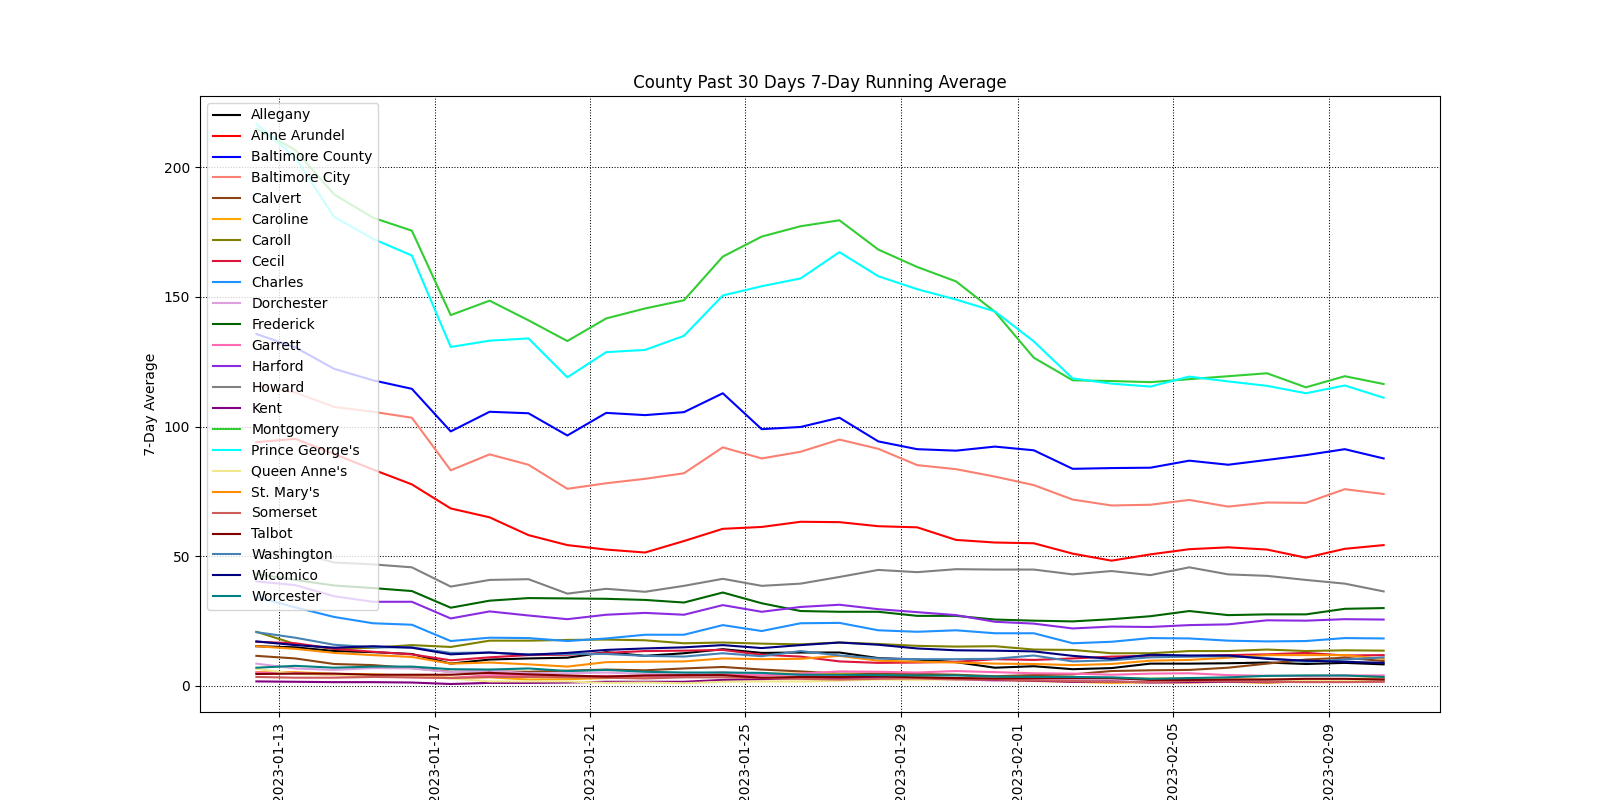 County Past 30 Days 7-Day Running Average
Allegany
Anne Arundel
Baltimore County
Baltimore City
Calvert
Caroline
Caroll
Cecil
Charles
Dorchester
Frederick
Garrett
Harford
Howard
Kent
Montgomery
Prince George's
Queen Anne's
St. Mary's
Somerset
Talbot
Washington
Wicomico
Worcester
7-Day Average
200
150
100
50
0
2023-01-13
2023-01-17
2023-01-21
2023-01-25
2023-01-29
2023-02-01
2023-02-05
2023-02-09